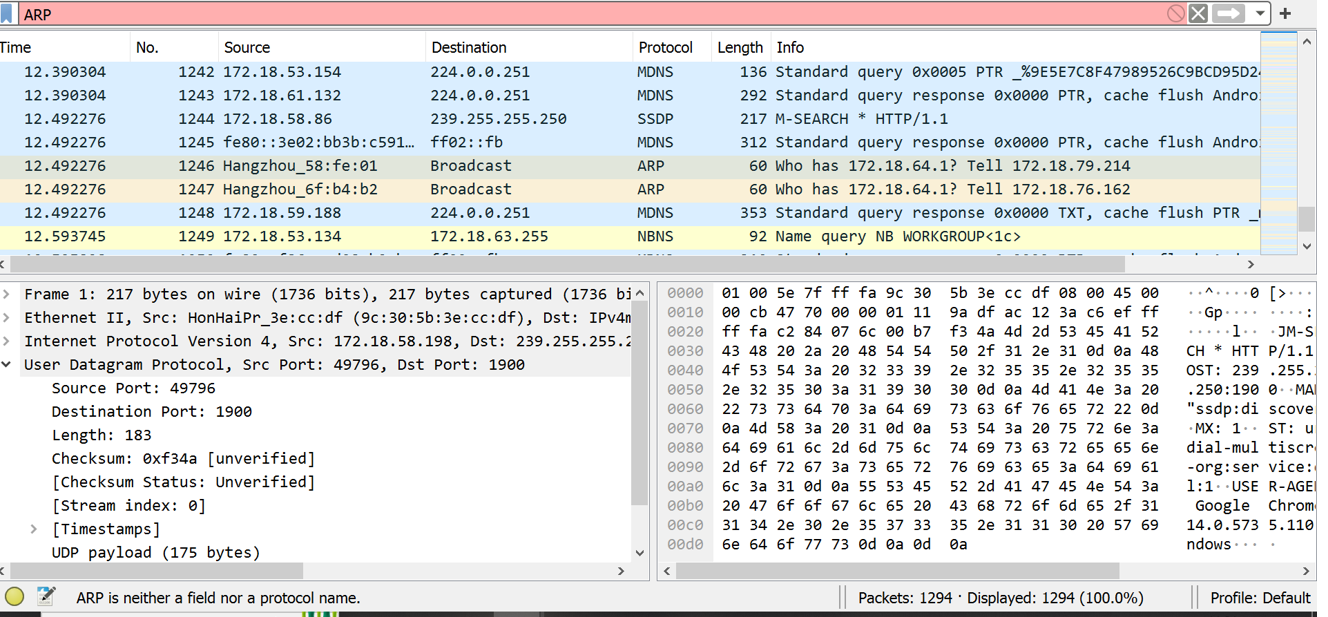 ARP
Time No. Source Destination Protocol Length Info
12.390304 1242 172.18.53.154 224.0.0.251 MDNS 136 Standard query 0x0005 PTR _%9E5E7C8F47989526C9BCD95D24
12.390304 1243 172.18.61.132 224.0.0.251 MDNS 292 Standard query response 0x0000 PTR, cache flush Androi
12.492276 1244 172.18.58.86 239.255.255.250 SSDP 217 M-SEARCH * HTTP/1.1
12.492276 1245 fe80::3e02:bb3b:c591… ff02::fb MDNS 312 Standard query response 0x0000 PTR, cache flush Androi
12.492276 1246 Hangzhou_58:fe:01 Broadcast ARP 60 Who has 172.18.64.1? Tell 172.18.79.214
12.492276 1247 Hangzhou_6f:b4:b2 Broadcast ARP 60 Who has 172.18.64.1? Tell 172.18.76.162
12.492276 1248 172.18.59.188 224.0.0.251 MDNS 353 Standard query response 0x0000 TXT, cache flush PTR
12.593745 1249 172.18.53.134 172.18.63.255 NBNS 92 Name query NB WORKGROUP<1c>
Frame 1: 217 bytes on wire (1736 bits), 217 bytes captured (1736 bi
Ethernet II, Src: HonHaiPr_3e:cc:df (9c:30:5b:3e:cc:df), Dst: IPv4m
Internet Protocol Version 4, Src: 172.18.58.198, Dst: 239.255.255.2
User Datagram Protocol, Src Port: 49796, Dst Port: 1900
Source Port: 49796
Destination Port: 1900
Length: 183
Checksum: 0xf34a [unverified]
[Checksum Status: Unverified]
[Stream index: 0]
[Timestamps]
UDP payload (175 bytes)
0000 01 00 5e 7f ff fa 9c 30 5b 3e cc df 08 00 45 00 ··^····0 [>····
0010 00 cb 47 70 00 00 01 11 9a df ac 12 3a c6 ef ff ··Gp···· ····:
0020 ff fa c2 84 07 6c 00 b7 f3 4a 4d 2d 53 45 41 52 ·····l·· ·JM-S
0030 43 48 20 2a 20 48 54 54 50 2f 31 2e 31 0d 0a 48 CH * HTT P/1.1
0040 4f 53 54 3a 20 32 33 39 2e 32 35 35 2e 32 35 35 OST: 239 .255.
0050 2e 32 35 30 3a 31 39 30 30 0d 0a 4d 41 4e 3a 20 .250:190 0··MA
0060 22 73 73 64 70 3a 64 69 73 63 6f 76 65 72 22 0d "ssdp:di scove
0070 0a 4d 58 3a 20 31 0d 0a 53 54 3a 20 75 72 6e 3a ·MX: 1·· ST: u
0080 64 69 61 6c 2d 6d 75 6c 74 69 73 63 72 65 65 6e dial-mul tiscr
0090 2d 6f 72 67 3a 73 65 72 76 69 63 65 3a 64 69 61 -org:ser vice:
00a0 6c 3a 31 0d 0a 55 53 45 52 2d 41 47 45 4e 54 3a l:1··USE R-AGE
00b0 20 47 6f 6f 67 6c 65 20 43 68 72 6f 6d 65 2f 31 Google Chrom
00c0 31 34 2e 30 2e 35 37 33 35 2e 31 31 30 20 57 69 14.0.573 5.110
00d0 6e 64 6f 77 73 0d 0a 0d 0a ndows··· ·
ARP is neither a field nor a protocol name. Packets: 1294 · Displayed: 1294 (100.0%) Profile: Default